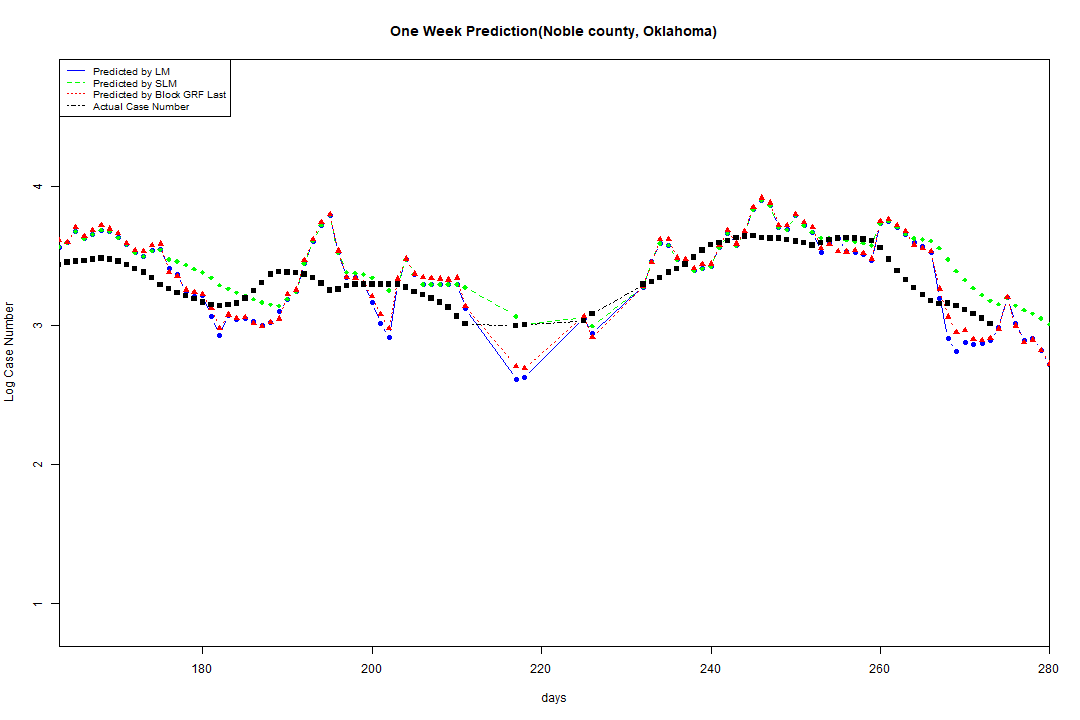 One Week Prediction(Noble county, Oklahoma)
Predicted by LM
Predicted by SLM
Predicted by Block GRF Last
Actual Case Number
4
3
2
1
Log Case Number
180 200 220 240 260 280
days